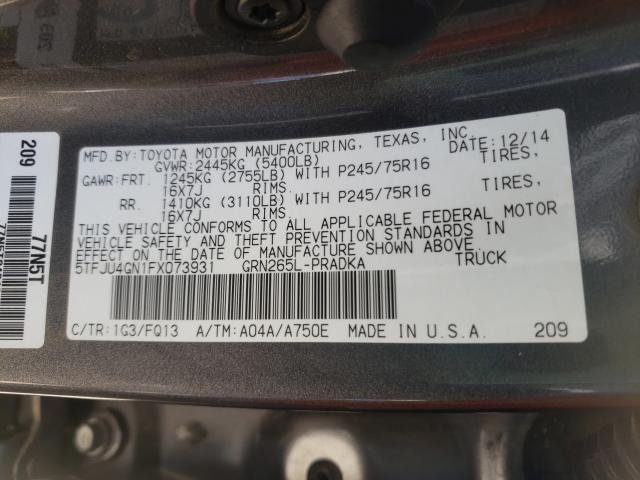 MFD.BY:TOYOTA MOTOR MANUFACTURING, TEXAS, INC.
GVWR:2445KG (5400LB) DATE: 12/14
GAWR:FRT. 1245KG (2755LB) WITH P245/75R16 TIRES,
16X7J RIMS.
RR. 1410KG (3110LB) WITH P245/75R16 TIRES,
16X7J RIMS.
THIS VEHICLE CONFORMS TO ALL APPLICABLE FEDERAL MOTOR
VEHICLE SAFETY AND THEFT PREVENTION STANDARDS IN
EFFECT ON THE DATE OF MANUFACTURE SHOWN ABOVE.
5TFJU4GN1FX073931 GRN265L-PRADKA TRUCK
C/TR:1G3/FQ13 A/TM:A04A/A750E MADE IN U.S.A. 209
209
77N5T